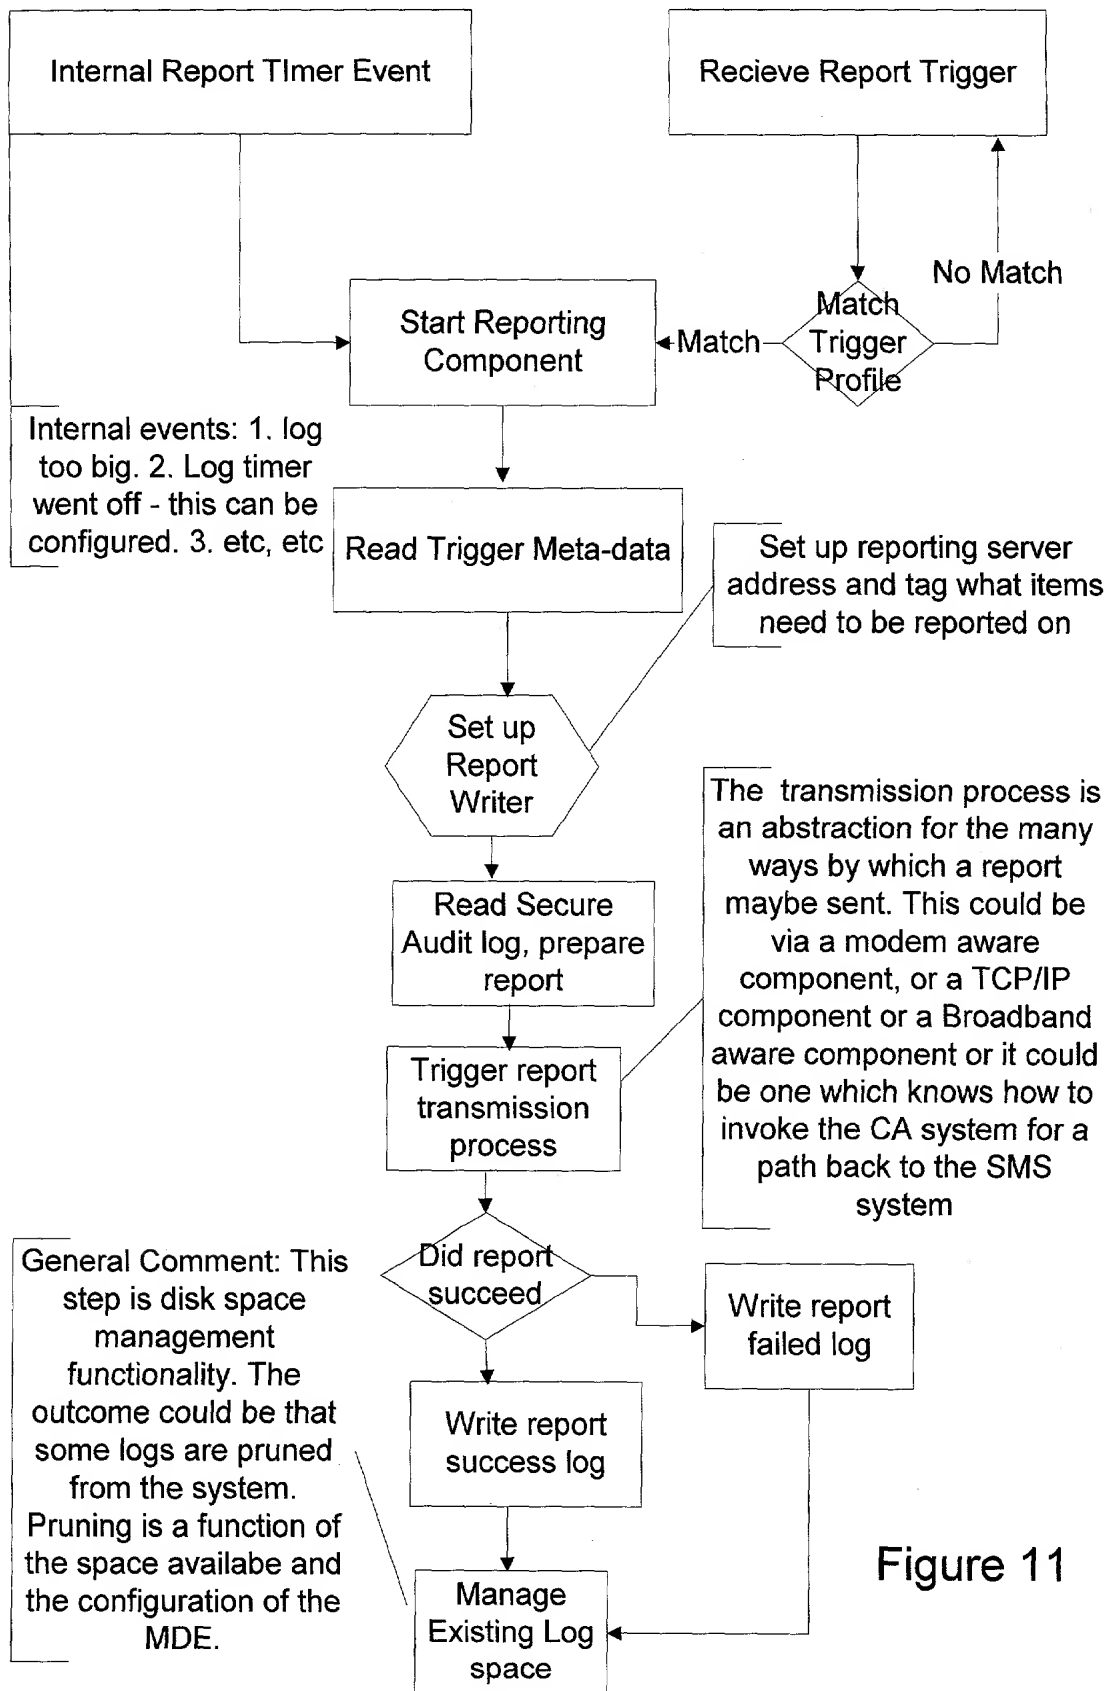 Internal Report TImer Event
Recieve Report Trigger
No Match
Match
Trigger
Profile
Match
Start Reporting
Component
Internal events: 1. log
too big. 2. Log timer
went off - this can be
configured. 3. etc, etc
Read Trigger Meta-data
Set up reporting server
address and tag what items
need to be reported on
Set up
Report
Writer
The transmission process is
an abstraction for the many
ways by which a report
maybe sent. This could be
via a modem aware
component, or a TCP/IP
component or a Broadband
aware component or it could
be one which knows how to
invoke the CA system for a
path back to the SMS
system
Read Secure
Audit log, prepare
report
Trigger report
transmission
process
Did report
succeed
Write report
failed log
General Comment: This
step is disk space
management
functionality. The
outcome could be that
some logs are pruned
from the system.
Pruning is a function of
the space availabe and
the configuration of the
MDE.
Write report
success log
Manage
Existing Log
space
Figure 11